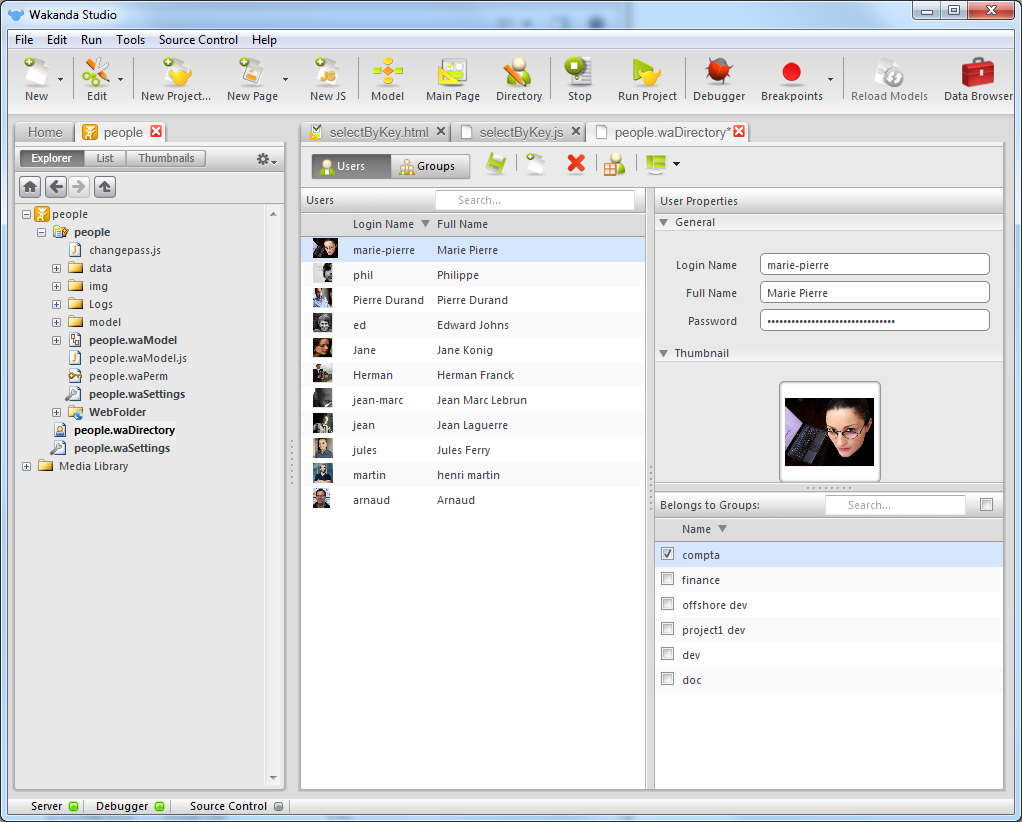 Wakanda Studio
File Edit Run Tools Source Control Help
New Edit New Project... New Page New JS Model Main Page Directory Stop Run Project Debugger Breakpoints Reload Models Data Browser
Home people selectByKey.html selectByKey.js people.waDirectory*
Explorer List Thumbnails
Users Groups
people
people
changepass.js
data
img
Logs
model
people.waModel
people.waModel.js
people.waPerm
people.waSettings
WebFolder
people.waDirectory
people.waSettings
Media Library
Users Search...
Login Name Full Name
marie-pierre Marie Pierre
phil Philippe
Pierre Durand Pierre Durand
ed Edward Johns
Jane Jane Konig
Herman Herman Franck
jean-marc Jean Marc Lebrun
jean Jean Laguerre
jules Jules Ferry
martin henri martin
arnaud Arnaud
User Properties
General
Login Name marie-pierre
Full Name Marie Pierre
Password ••••••••••••••••••••••••••••••••
Thumbnail
Belongs to Groups: Search...
Name
compta
finance
offshore dev
project1 dev
dev
doc
Server Debugger Source Control